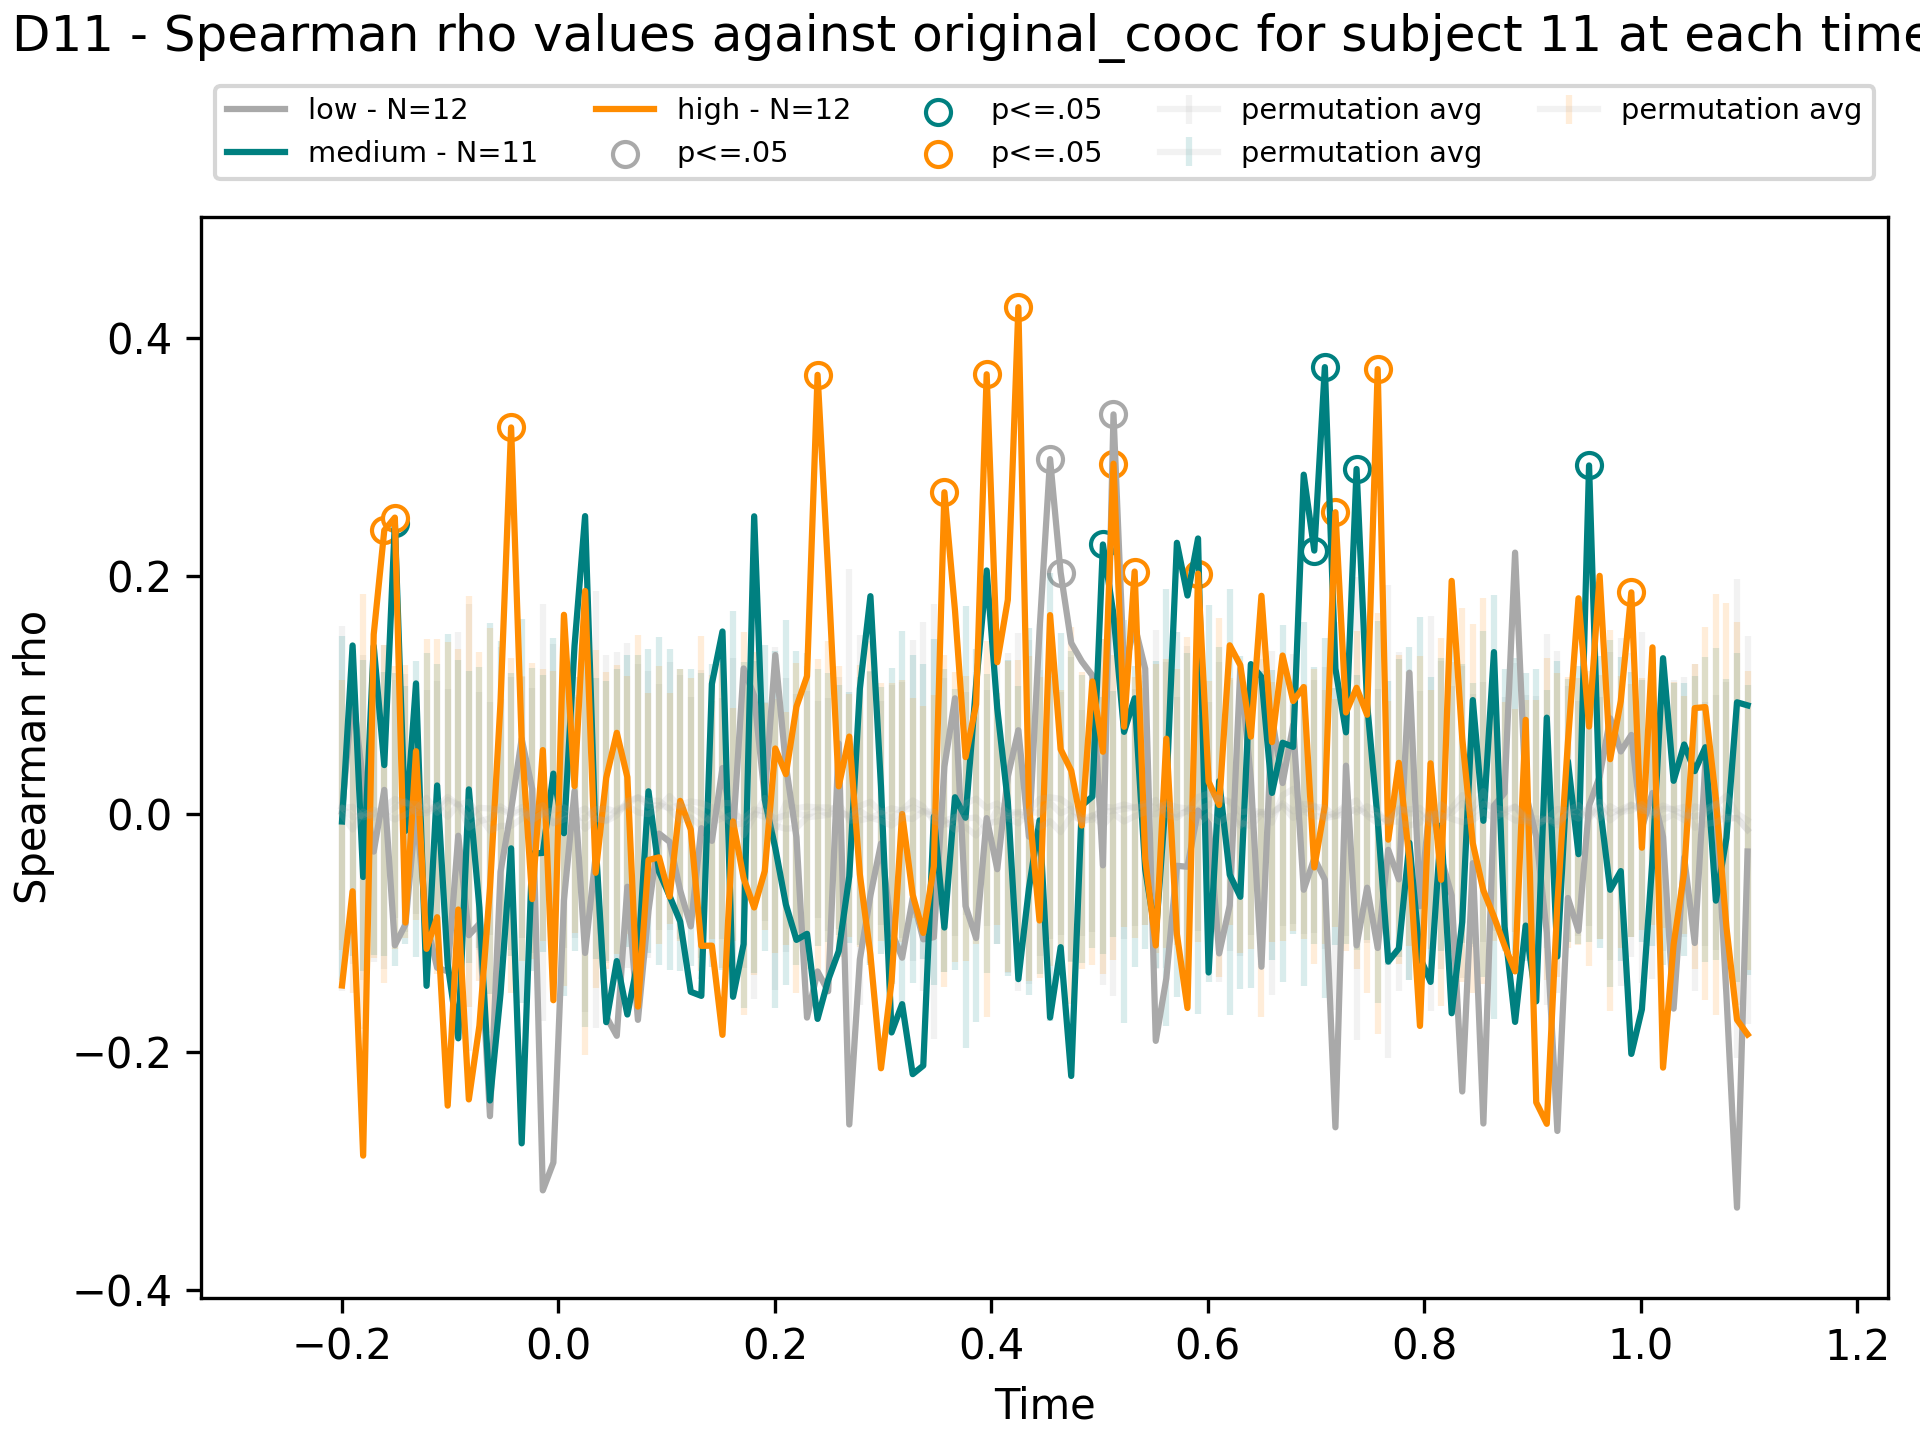 D11 - Spearman rho values against original_cooc for subject 11 at each time
low - N=12
medium - N=11
high - N=12
p<=.05
p<=.05
p<=.05
permutation avg
permutation avg
permutation avg
Spearman rho
0.4
0.2
0.0
−0.2
−0.4
−0.2 0.0 0.2 0.4 0.6 0.8 1.0 1.2
Time